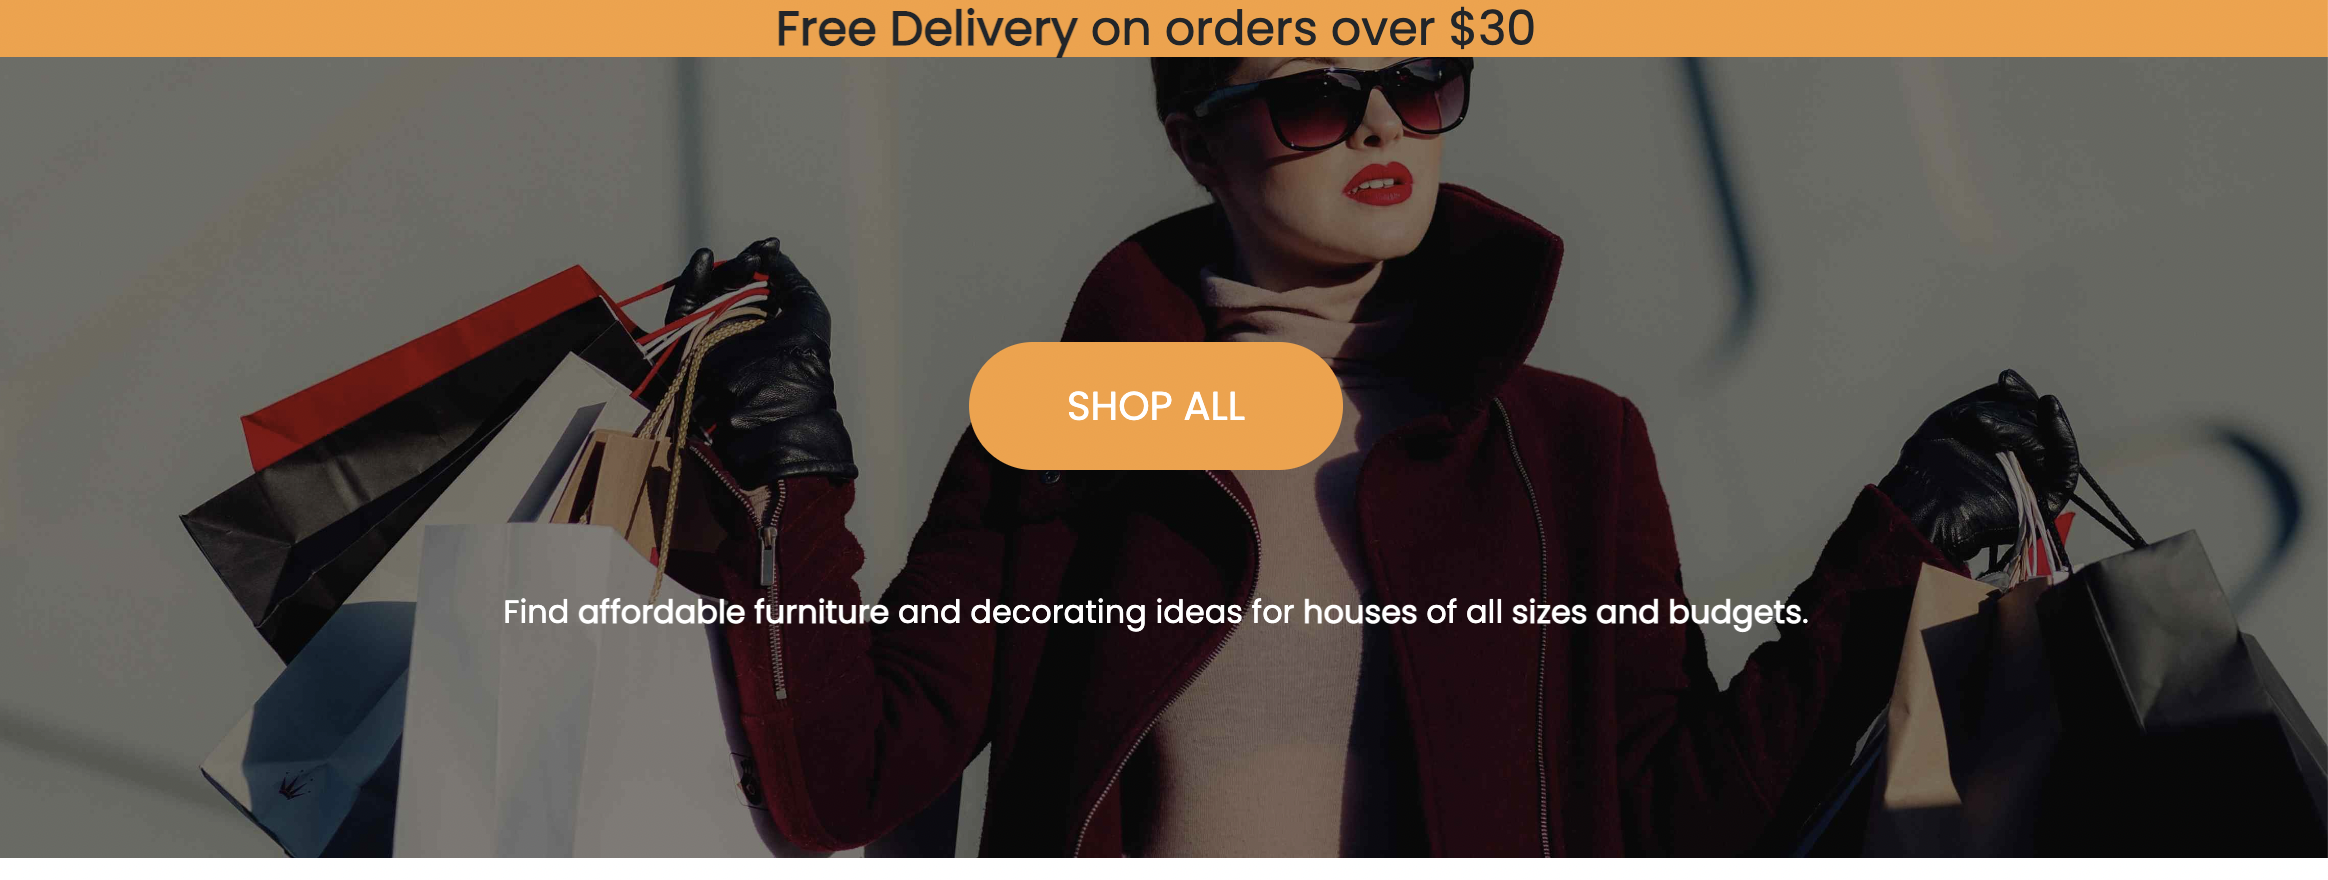 Free Delivery on orders over $30
SHOP ALL
Find affordable furniture and decorating ideas for houses of all sizes and budgets.